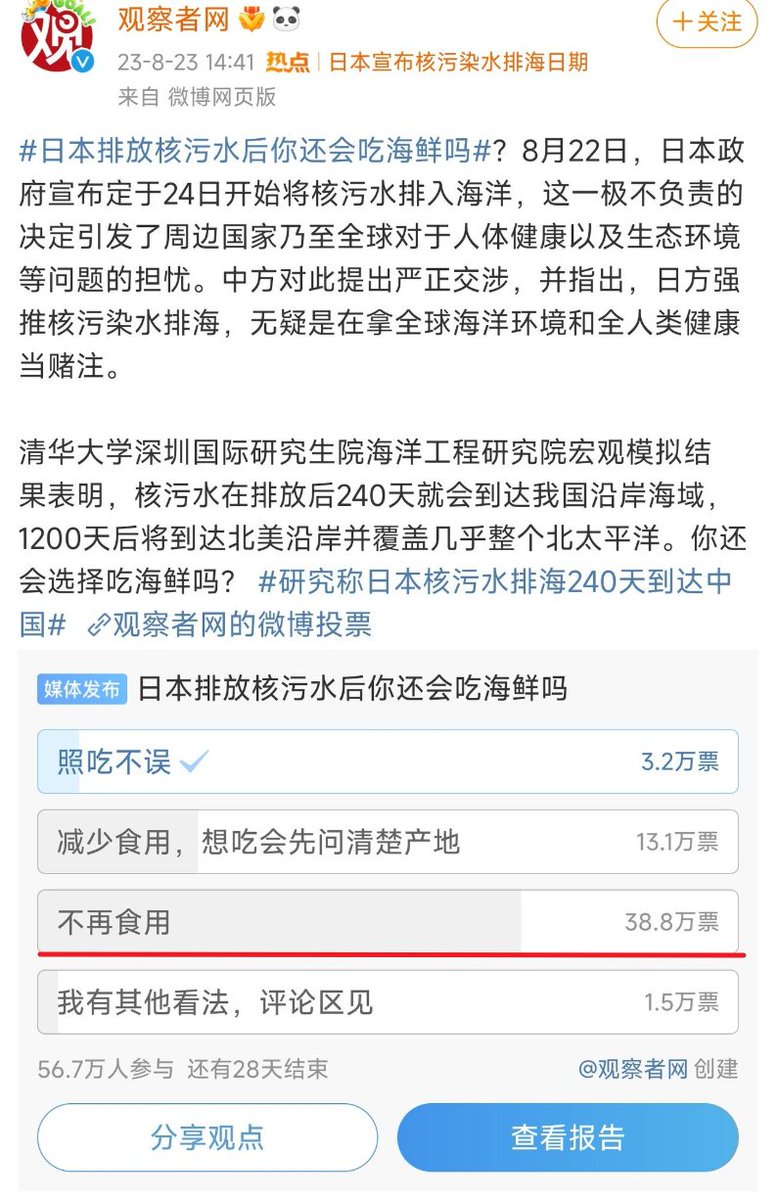 GOAL!
观
观察者网
+关注
23-8-23 14:41 热点 | 日本宣布核污染水排海日期
来自 微博网页版
#日本排放核污水后你还会吃海鲜吗#？8月22日，日本政
府宣布定于24日开始将核污水排入海洋，这一极不负责的
决定引发了周边国家乃至全球对于人体健康以及生态环境
等问题的担忧。中方对此提出严正交涉，并指出，日方强
推核污染水排海，无疑是在拿全球海洋环境和全人类健康
当赌注。
清华大学深圳国际研究生院海洋工程研究院宏观模拟结
果表明，核污水在排放后240天就会到达我国沿岸海域，
1200天后将到达北美沿岸并覆盖几乎整个北太平洋。你还
会选择吃海鲜吗？ #研究称日本核污水排海240天到达中
国# 观察者网的微博投票
媒体发布 日本排放核污水后你还会吃海鲜吗
照吃不误 3.2万票
减少食用，想吃会先问清楚产地 13.1万票
不再食用 38.8万票
我有其他看法，评论区见 1.5万票
56.7万人参与 还有28天结束 @观察者网 创建
分享观点 查看报告